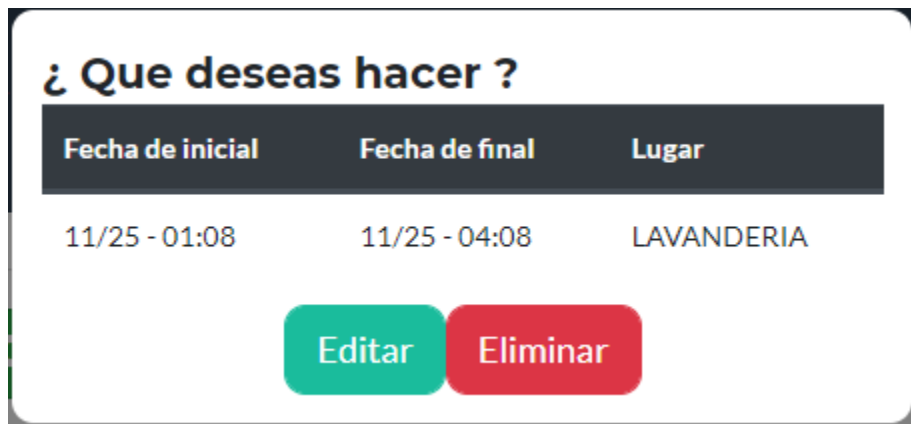 ¿ Que deseas hacer ?
Fecha de inicial Fecha de final Lugar
11/25 - 01:08 11/25 - 04:08 LAVANDERIA
Editar Eliminar